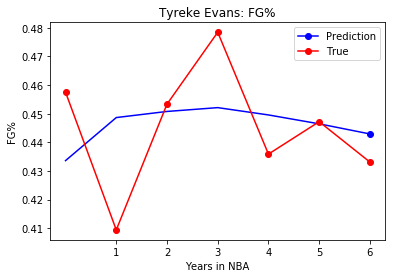 Tyreke Evans: FG%
Prediction
True
FG%
0.48
0.47
0.46
0.45
0.44
0.43
0.42
0.41
1 2 3 4 5 6
Years in NBA